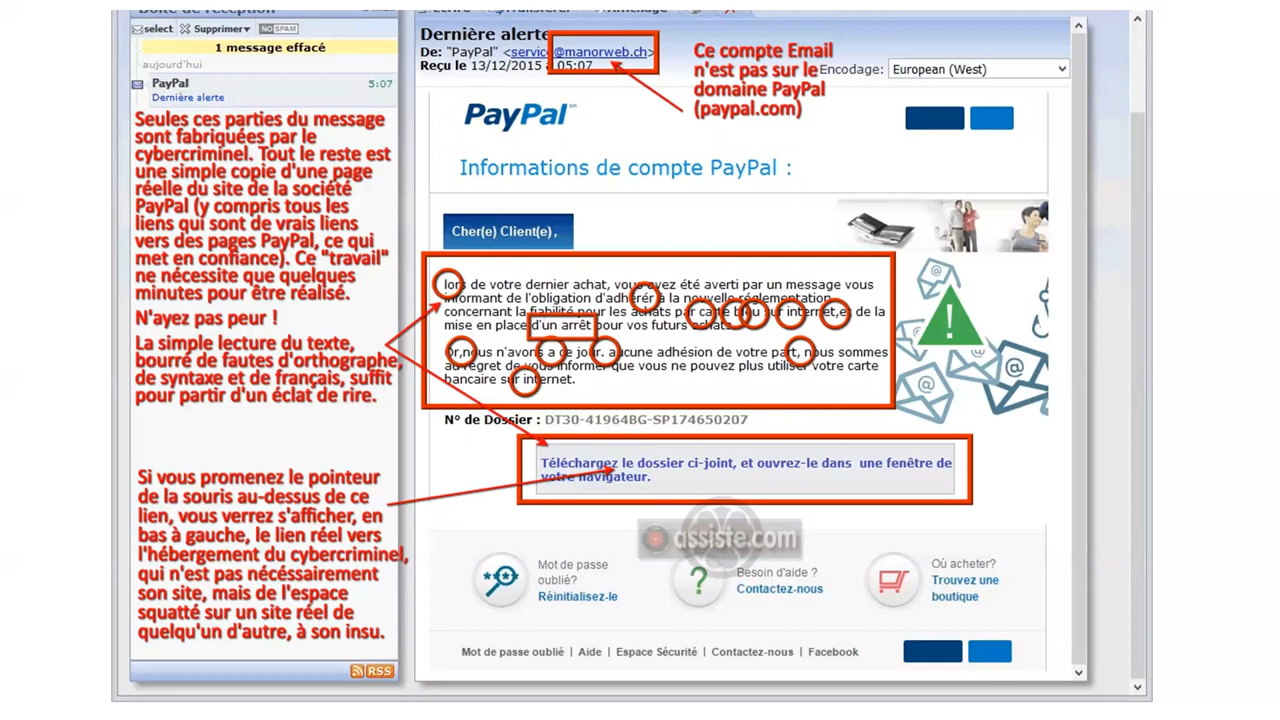 Boîte de réception
Ecrire
Transférer
Affichage
select
Supprimer
NO SPAM
1 message effacé
aujourd'hui
PayPal
5:07
Dernière alerte
Seules ces parties du message
sont fabriquées par le
cybercriminel. Tout le reste est
une simple copie d'une page
réelle du site de la société
PayPal (y compris tous les
liens qui sont de vrais liens
vers des pages PayPal, ce qui
met en confiance). Ce "travail"
ne nécessite que quelques
minutes pour être réalisé.
N'ayez pas peur !
La simple lecture du texte,
bourré de fautes d'orthographe,
de syntaxe et de français, suffit
pour partir d'un éclat de rire.
Si vous promenez le pointeur
de la souris au-dessus de ce
lien, vous verrez s'afficher, en
bas à gauche, le lien réel vers
l'hébergement du cybercriminel,
qui n'est pas nécéssairement
son site, mais de l'espace
squatté sur un site réel de
quelqu'un d'autre, à son insu.
RSS
Dernière alerte
De: "PayPal" <service@manorweb.ch>
Reçu le 13/12/2015 à 05:07
Ce compte Email
n'est pas sur le
domaine PayPal
(paypal.com)
Encodage:
European (West)
PayPal
Informations de compte PayPal :
Cher(e) Client(e),
lors de votre dernier achat, vous avez été averti par un message vous
informant de l'obligation d'adhérer à la nouvelle réglementation
concernant la fiabilité pour les achats par carte bleu sur internet,et de la
mise en place d'un arrêt pour vos futurs achats.
Or,nous n'avons a ce jour. aucune adhésion de votre part, nous sommes
au regret de vous informer que vous ne pouvez plus utiliser votre carte
bancaire sur internet.
N° de Dossier : DT30-41964BG-SP174650207
Téléchargez le dossier ci-joint, et ouvrez-le dans une fenêtre de
votre navigateur.
assiste.com
Mot de passe
oublié?
Réinitialisez-le
Besoin d'aide ?
Contactez-nous
Où acheter?
Trouvez une
boutique
Mot de passe oublié | Aide | Espace Sécurité | Contactez-nous | Facebook